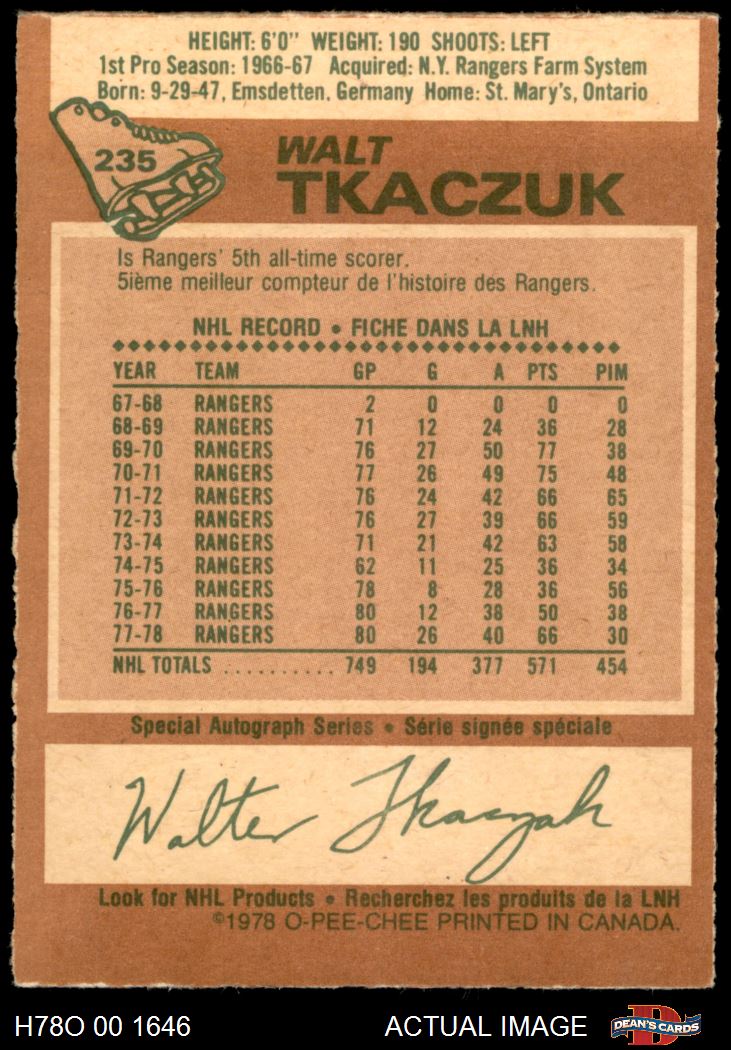 HEIGHT: 6'0" WEIGHT: 190 SHOOTS: LEFT
1st Pro Season: 1966-67 Acquired: N.Y. Rangers Farm System
Born: 9-29-47, Emsdetten, Germany Home: St. Mary's, Ontario
235
WALT
TKACZUK
Is Rangers' 5th all-time scorer.
5ième meilleur compteur de l'histoire des Rangers.
NHL RECORD • FICHE DANS LA LNH
YEAR TEAM GP G A PTS PIM
67-68 RANGERS 2 0 0 0 0
68-69 RANGERS 71 12 24 36 28
69-70 RANGERS 76 27 50 77 38
70-71 RANGERS 77 26 49 75 48
71-72 RANGERS 76 24 42 66 65
72-73 RANGERS 76 27 39 66 59
73-74 RANGERS 71 21 42 63 58
74-75 RANGERS 62 11 25 36 34
75-76 RANGERS 78 8 28 36 56
76-77 RANGERS 80 12 38 50 38
77-78 RANGERS 80 26 40 66 30
NHL TOTALS .......... 749 194 377 571 454
Special Autograph Series • Série signée spéciale
Walter Tkaczuk
Look for NHL Products • Recherchez les produits de la LNH
©1978 O-PEE-CHEE PRINTED IN CANADA.
H78O 00 1646 ACTUAL IMAGE D DEAN'S CARDS